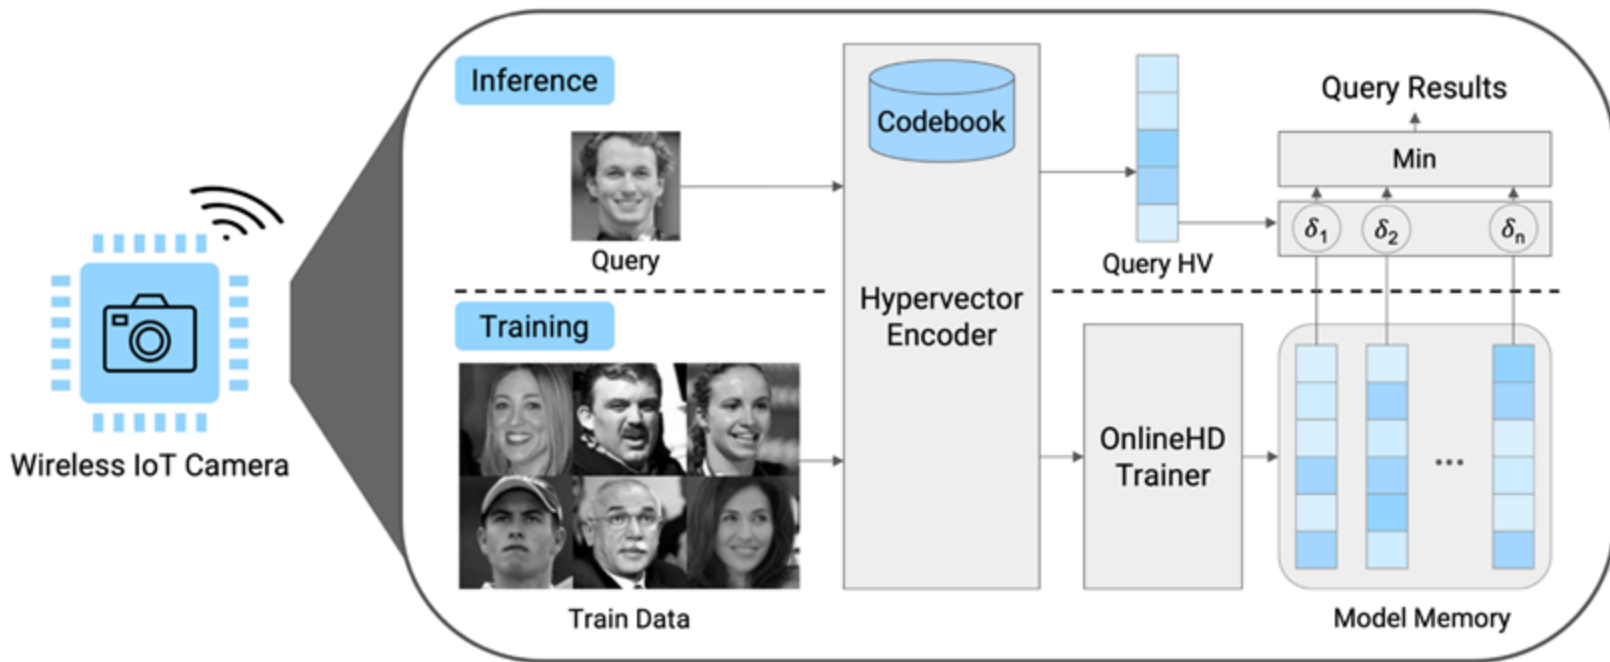 Inference
Codebook
Query Results
Min
δ1
δ2
δn
Query
Query HV
Hypervector
Encoder
Training
OnlineHD
Trainer
...
Wireless IoT Camera
Train Data
Model Memory